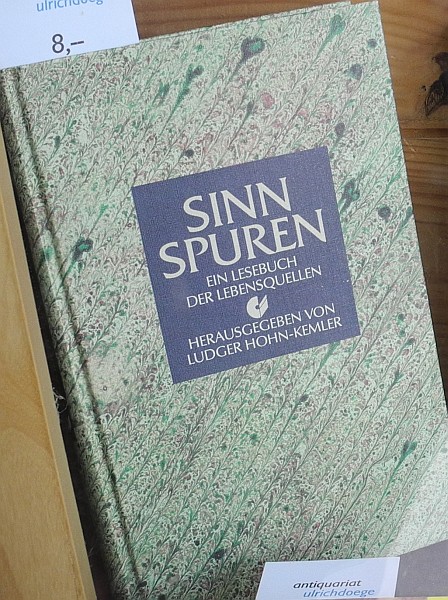 ulrichdoege
8,–
SINN
SPUREN
EIN LESEBUCH
DER LEBENSQUELLEN
HERAUSGEGEBEN VON
LUDGER HOHN-KEMLER
antiquariat
ulrichdoege